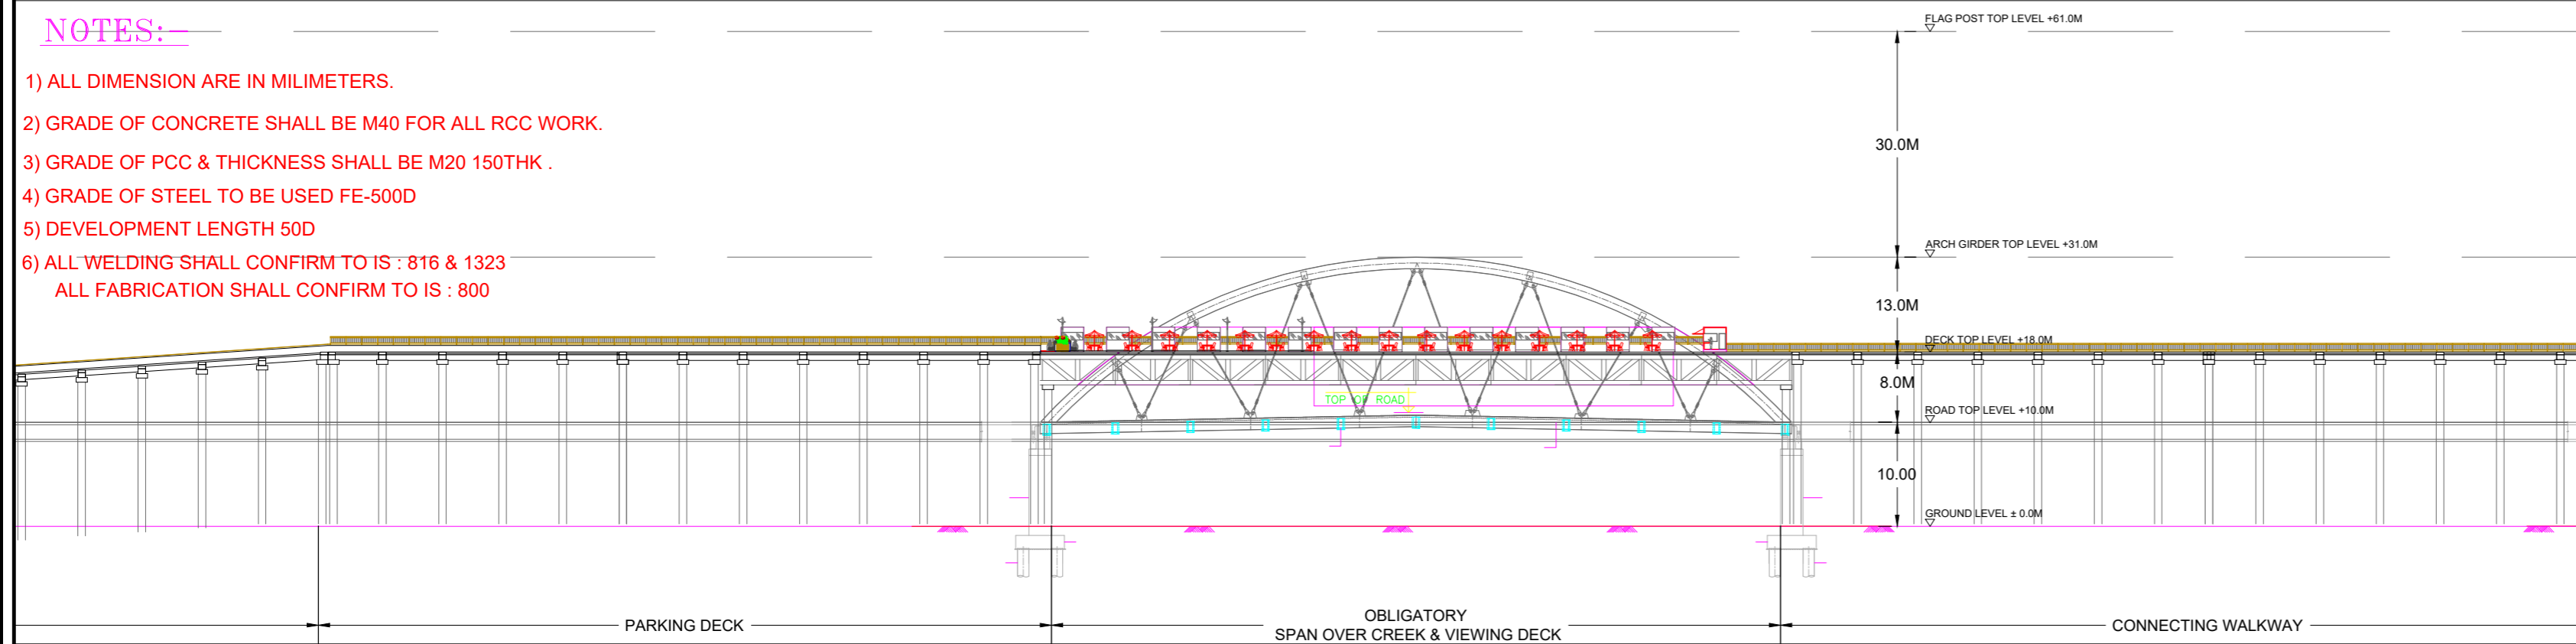 NOTES:-
1) ALL DIMENSION ARE IN MILIMETERS.
2) GRADE OF CONCRETE SHALL BE M40 FOR ALL RCC WORK.
3) GRADE OF PCC & THICKNESS SHALL BE M20 150THK .
4) GRADE OF STEEL TO BE USED FE-500D
5) DEVELOPMENT LENGTH 50D
6) ALL WELDING SHALL CONFIRM TO IS : 816 & 1323
ALL FABRICATION SHALL CONFIRM TO IS : 800
FLAG POST TOP LEVEL +61.0M
30.0M
ARCH GIRDER TOP LEVEL +31.0M
13.0M
DECK TOP LEVEL +18.0M
8.0M
TOP OF ROAD
ROAD TOP LEVEL +10.0M
10.00
GROUND LEVEL ± 0.0M
PARKING DECK
OBLIGATORY
SPAN OVER CREEK & VIEWING DECK
CONNECTING WALKWAY